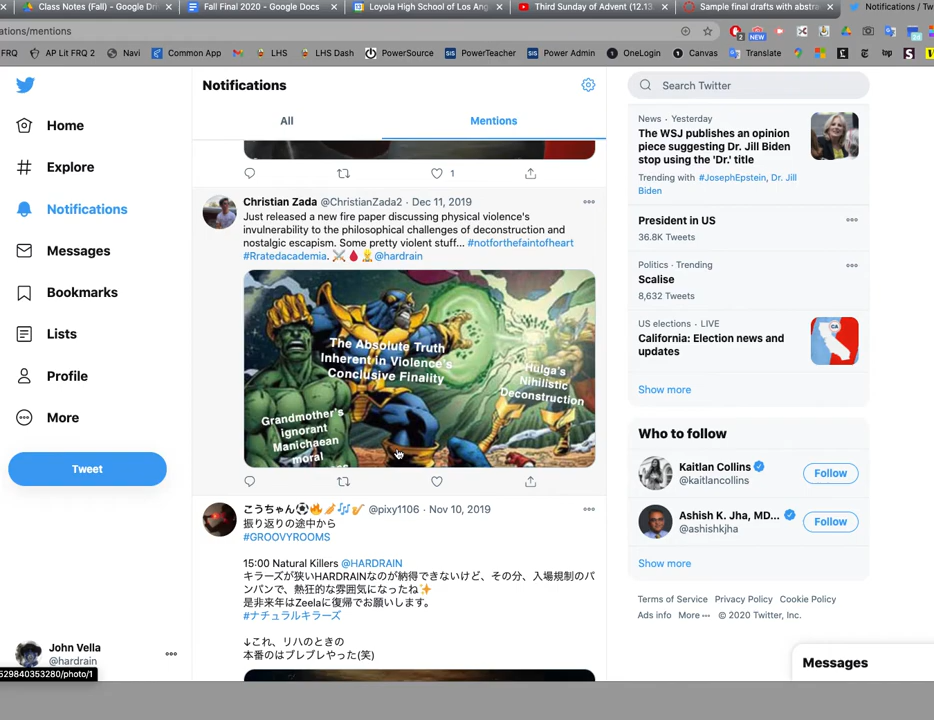 Class Notes (Fall) - Google Dri
Fall Final 2020 - Google Docs
Loyola High School of Los Ang
Third Sunday of Advent (12.13.
Sample final drafts with abstra
Notifications / Tw
ations/mentions
FRQ
AP Lit FRQ 2
Navi
Common App
LHS
LHS Dash
PowerSource
PowerTeacher
Power Admin
OneLogin
Canvas
Translate
Home
Explore
Notifications
Messages
Bookmarks
Lists
Profile
More
Tweet
John Vella
@hardrain
529840353280/photo/1
Notifications
All
Mentions
1
Christian Zada @ChristianZada2 · Dec 11, 2019
Just released a new fire paper discussing physical violence's
invulnerability to the philosophical challenges of deconstruction and
nostalgic escapism. Some pretty violent stuff... #notforthefaintofheart
#Rratedacademia. ⚔️🩸 @hardrain
The Absolute Truth
Inherent in Violence's
Conclusive Finality
Hulga's
Nihilistic
Deconstruction
Grandmother's
ignorant
Manichaean
moral
こうちゃん⚽🔥 @pixy1106 · Nov 10, 2019
振り返りの途中から
#GROOVYROOMS
15:00 Natural Killers @HARDRAIN
キラーズが狭いHARDRAINなのが納得できないけど、その分、入場規制のパ
ンパンで、熱狂的な雰囲気になったね✨
是非来年はZeelaに復帰でお願いします。
#ナチュラルキラーズ
↓これ、リハのときの
本番のはブレブレやった(笑)
Search Twitter
News · Yesterday
The WSJ publishes an opinion
piece suggesting Dr. Jill Biden
stop using the 'Dr.' title
Trending with #JosephEpstein, Dr. Jill
Biden
President in US
36.8K Tweets
Politics · Trending
Scalise
8,632 Tweets
US elections · LIVE
California: Election news and
updates
Show more
Who to follow
Kaitlan Collins
@kaitlancollins
Follow
Ashish K. Jha, MD...
@ashishkjha
Follow
Show more
Terms of Service Privacy Policy Cookie Policy
Ads info More ··· © 2020 Twitter, Inc.
Messages